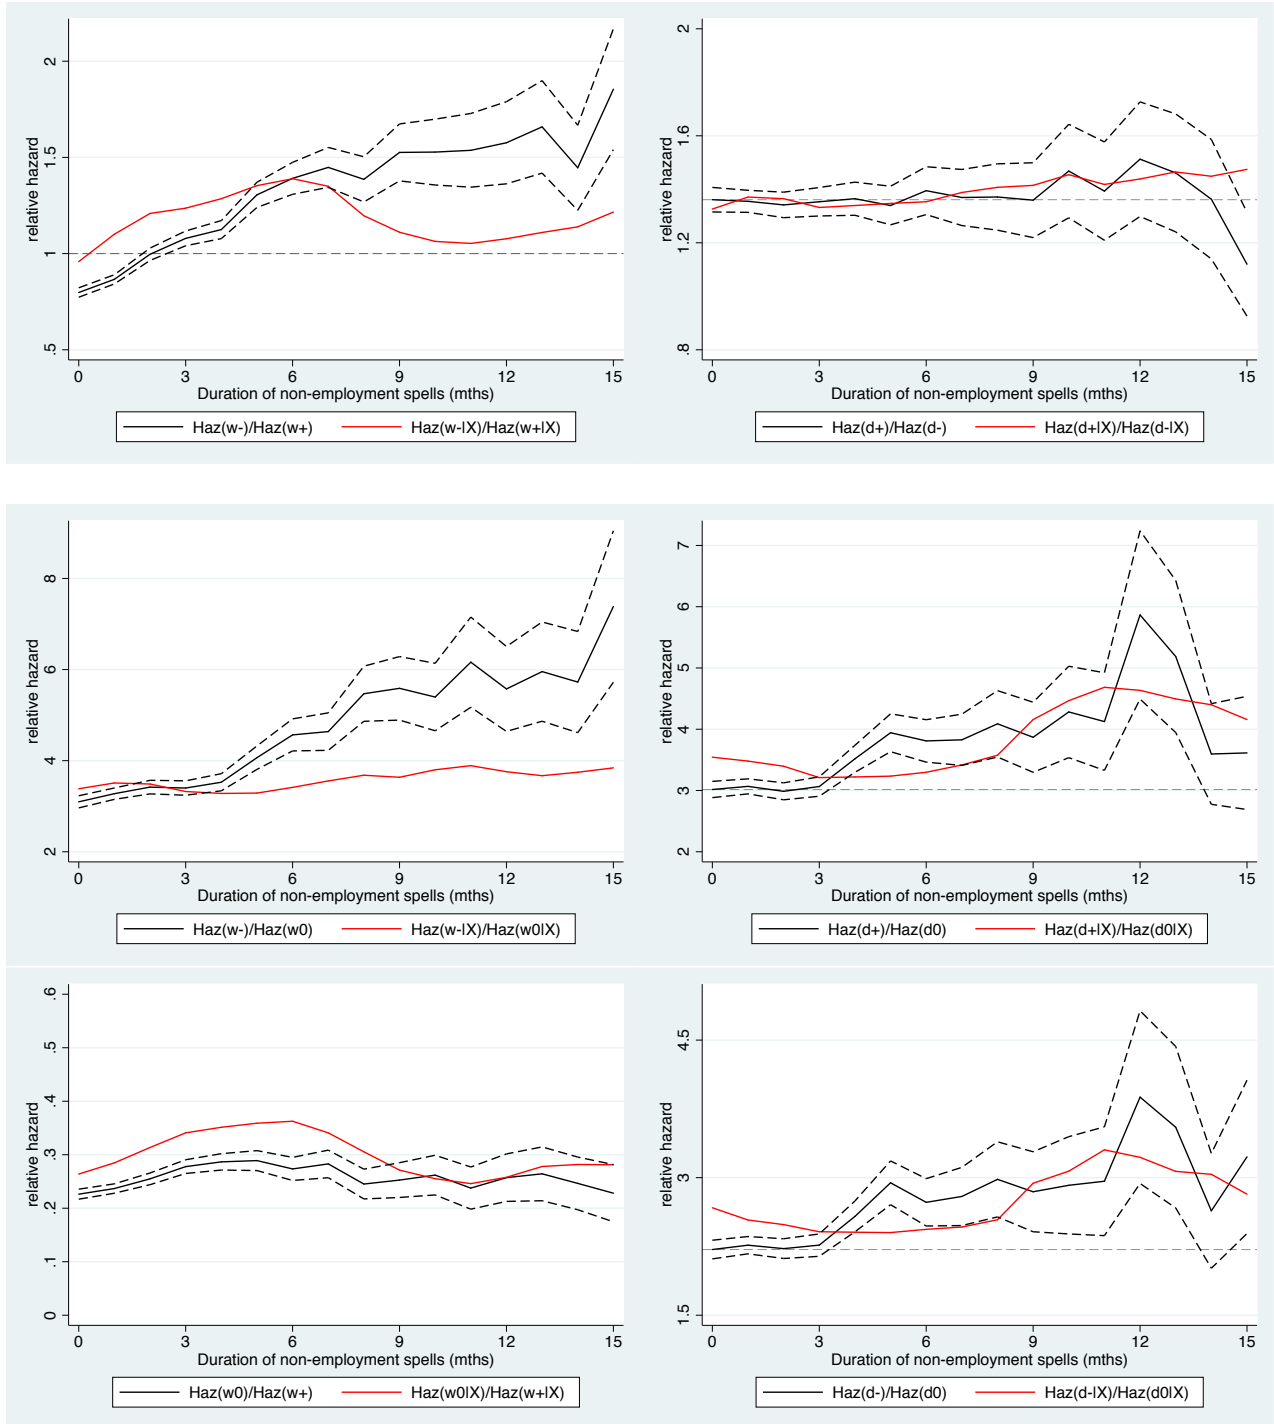 2
1.5
1
.5
relative hazard
0 3 6 9 12 15
Duration of non-employment spells (mths)
Haz(w-)/Haz(w+) Haz(w-|X)/Haz(w+|X)
2
1.6
1.2
.8
relative hazard
0 3 6 9 12 15
Duration of non-employment spells (mths)
Haz(d+)/Haz(d-) Haz(d+|X)/Haz(d-|X)
8
6
4
2
relative hazard
0 3 6 9 12 15
Duration of non-employment spells (mths)
Haz(w-)/Haz(w0) Haz(w-|X)/Haz(w0|X)
7
6
5
4
3
2
relative hazard
0 3 6 9 12 15
Duration of non-employment spells (mths)
Haz(d+)/Haz(d0) Haz(d+|X)/Haz(d0|X)
.6
.5
.4
.3
.2
.1
0
relative hazard
0 3 6 9 12 15
Duration of non-employment spells (mths)
Haz(w0)/Haz(w+) Haz(w0|X)/Haz(w+|X)
4.5
3
1.5
relative hazard
0 3 6 9 12 15
Duration of non-employment spells (mths)
Haz(d-)/Haz(d0) Haz(d-|X)/Haz(d0|X)